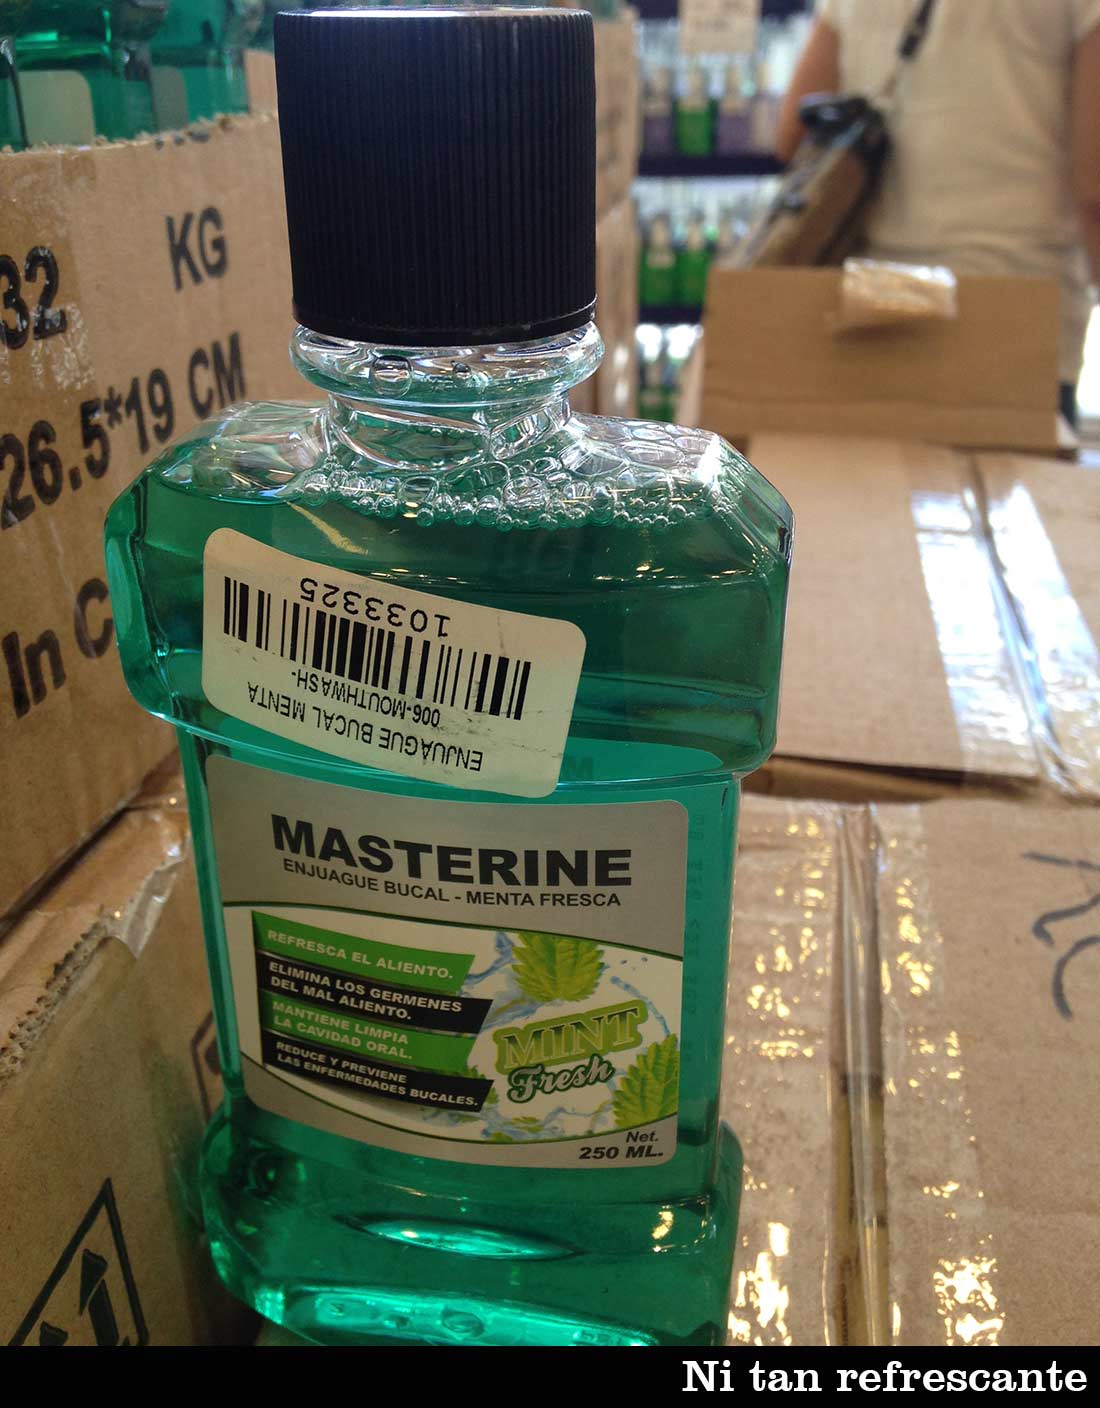 KG
32
26.5*19 CM
In C
1033325
006-MOUTHWASH-
ENJUAGUE BUCAL MENTA
MASTERINE
ENJUAGUE BUCAL - MENTA FRESCA
REFRESCA EL ALIENTO.
ELIMINA LOS GERMENES
DEL MAL ALIENTO.
MANTIENE LIMPIA
LA CAVIDAD ORAL.
REDUCE Y PREVIENE
LAS ENFERMEDADES BUCALES.
MINT
Fresh
Net.
250 ML.
Ni tan refrescante